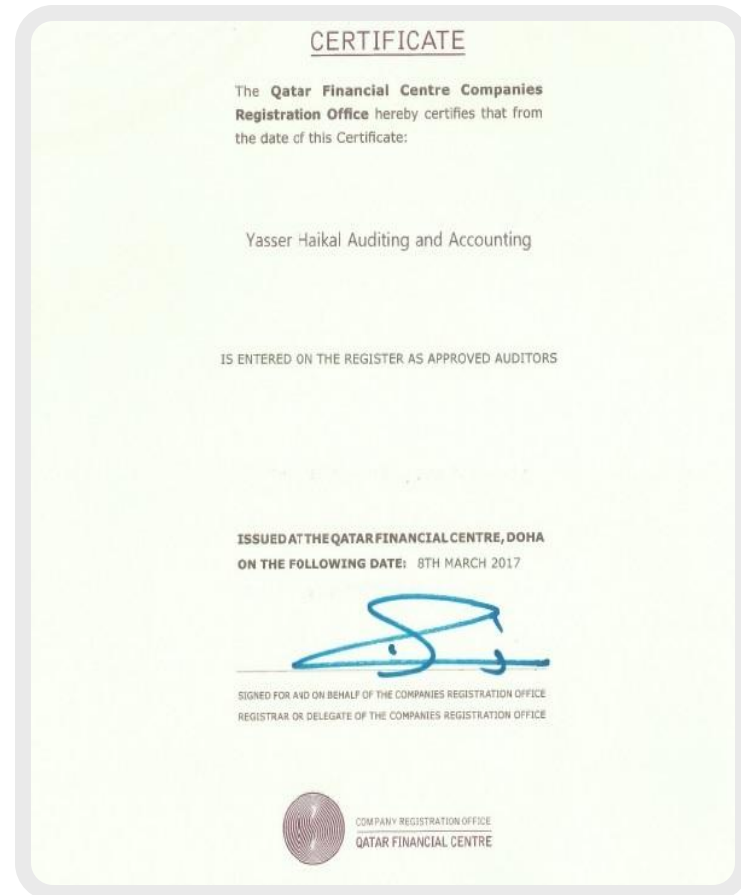 CERTIFICATE
The Qatar Financial Centre Companies
Registration Office hereby certifies that from
the date of this Certificate:
Yasser Haikal Auditing and Accounting
IS ENTERED ON THE REGISTER AS APPROVED AUDITORS
ISSUED AT THE QATAR FINANCIAL CENTRE, DOHA
ON THE FOLLOWING DATE: 8TH MARCH 2017
SIGNED FOR AND ON BEHALF OF THE COMPANIES REGISTRATION OFFICE
REGISTRAR OR DELEGATE OF THE COMPANIES REGISTRATION OFFICE
COMPANY REGISTRATION OFFICE
QATAR FINANCIAL CENTRE